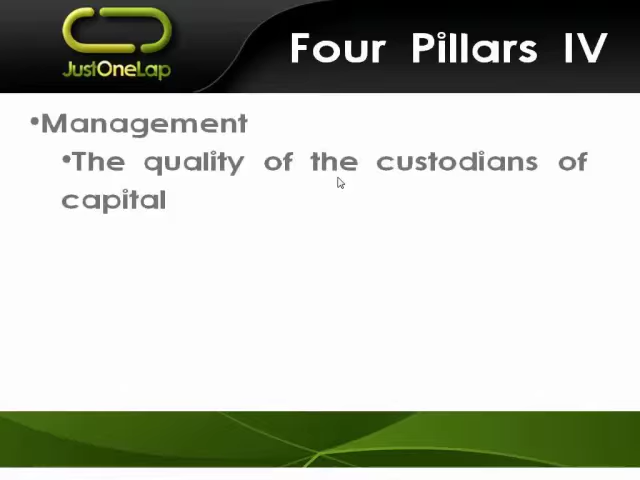 JustOneLap
Four Pillars IV
•Management
•The quality of the custodians of
capital